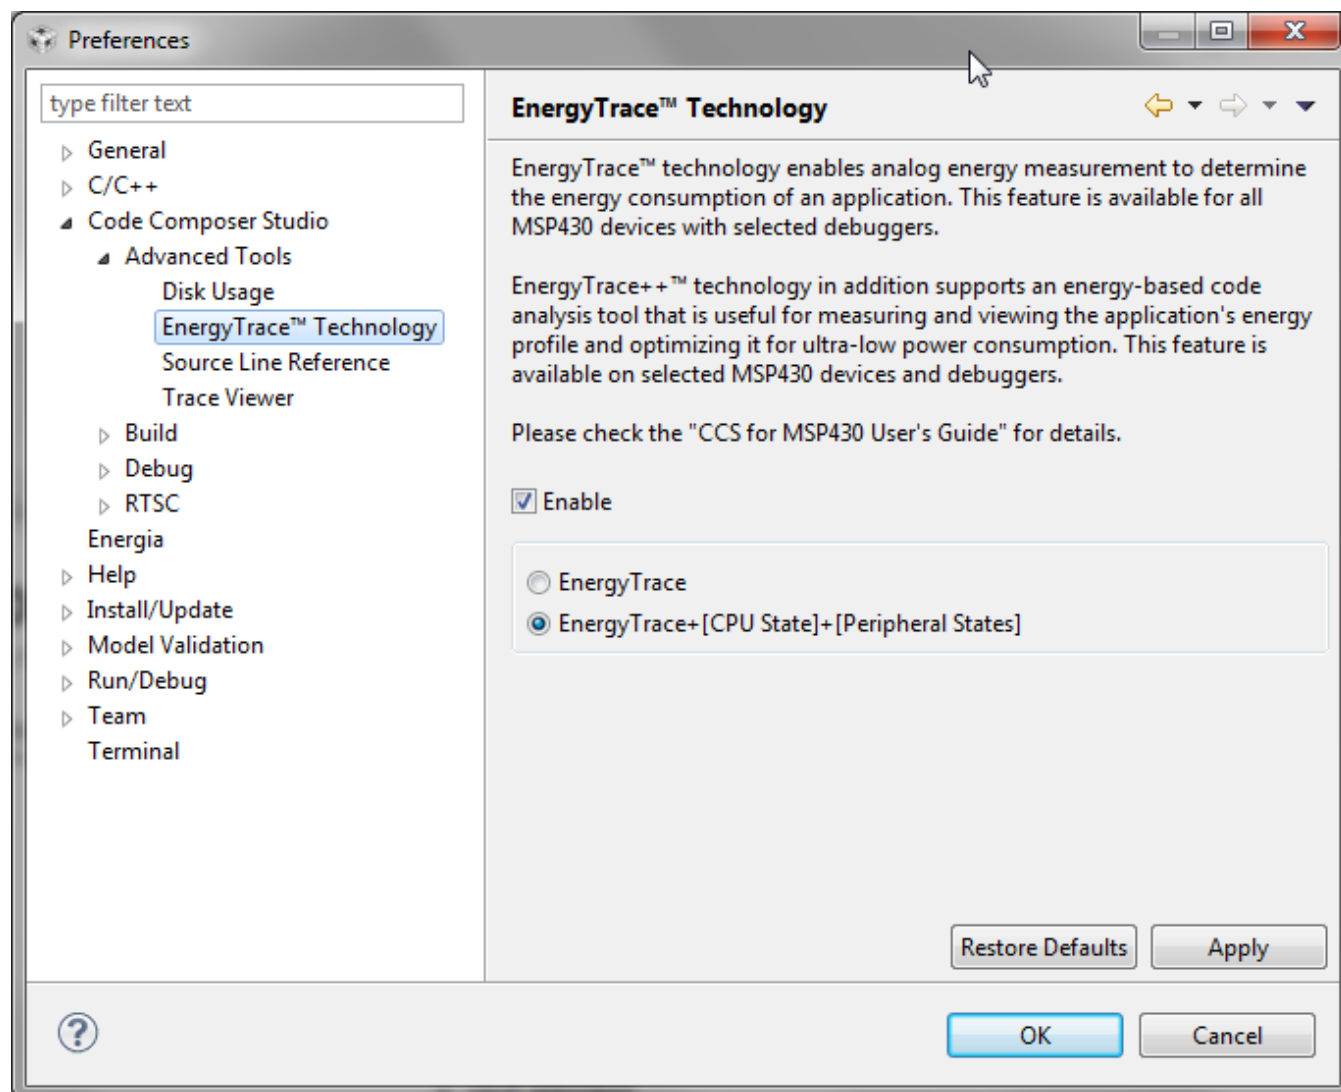 Preferences
type filter text
General
C/C++
Code Composer Studio
Advanced Tools
Disk Usage
EnergyTrace™ Technology
Source Line Reference
Trace Viewer
Build
Debug
RTSC
Energia
Help
Install/Update
Model Validation
Run/Debug
Team
Terminal
EnergyTrace™ Technology
EnergyTrace™ technology enables analog energy measurement to determine
the energy consumption of an application. This feature is available for all
MSP430 devices with selected debuggers.
EnergyTrace++™ technology in addition supports an energy-based code
analysis tool that is useful for measuring and viewing the application's energy
profile and optimizing it for ultra-low power consumption. This feature is
available on selected MSP430 devices and debuggers.
Please check the "CCS for MSP430 User's Guide" for details.
Enable
EnergyTrace
EnergyTrace+[CPU State]+[Peripheral States]
Restore Defaults
Apply
OK
Cancel